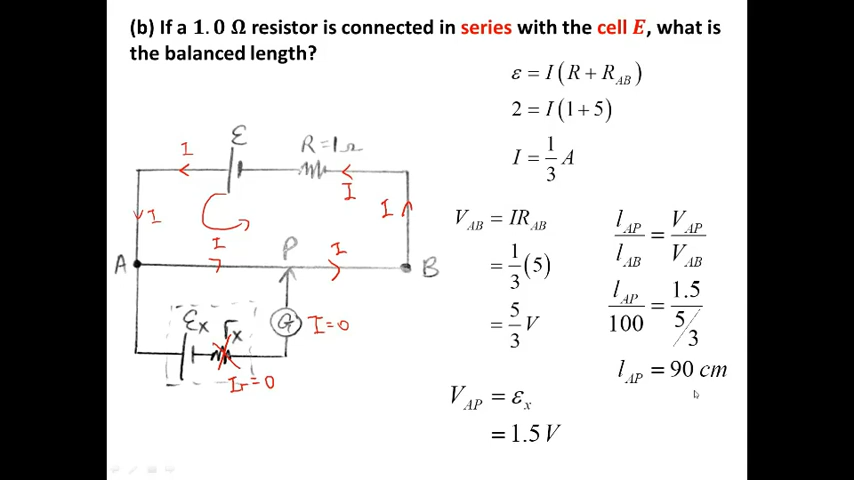 (b) If a 1.0 Ω resistor is connected in series with the cell E, what is
the balanced length?
ε = I(R + R_AB)
2 = I(1 + 5)
I = 1/3 A
V_AB = IR_AB
= 1/3 (5)
= 5/3 V
V_AP = ε_x
= 1.5 V
l_AP/l_AB = V_AP/V_AB
l_AP/100 = 1.5/(5/3)
l_AP = 90 cm
ε
R = 1Ω
I
I
I
I
I
I
A
P
B
G
I = 0
εx
rx
Ir = 0